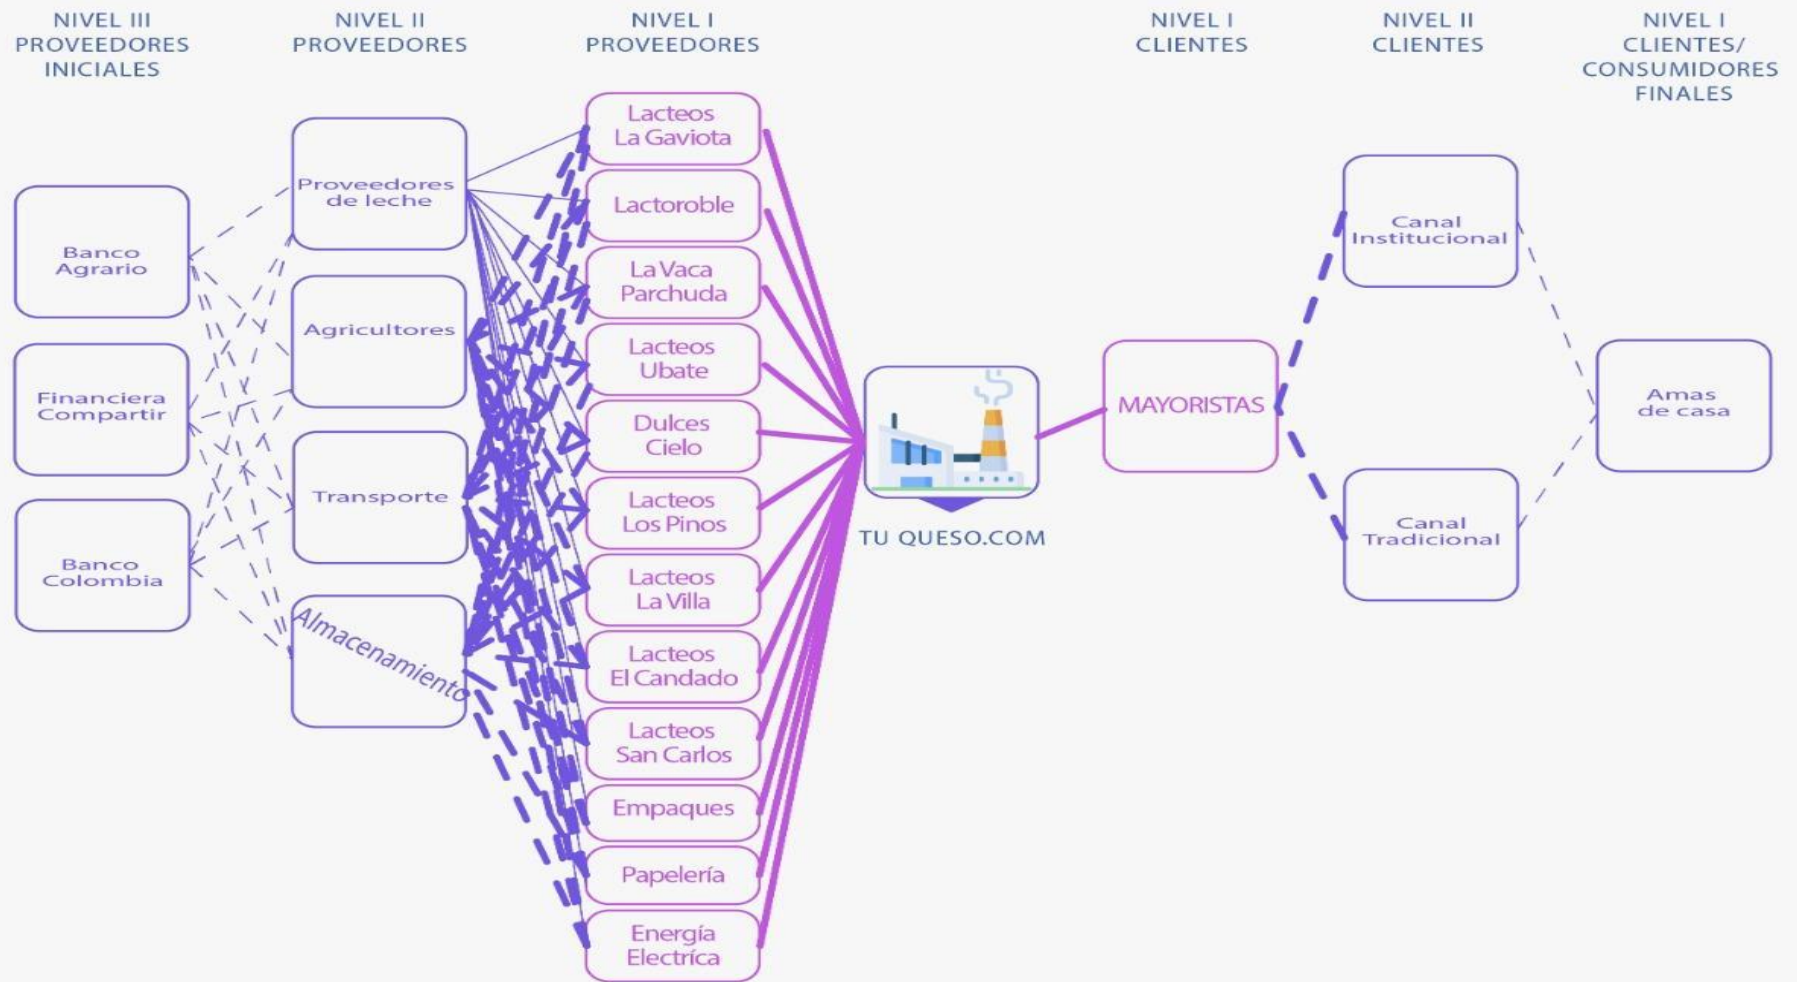 NIVEL III
PROVEEDORES
INICIALES
NIVEL II
PROVEEDORES
NIVEL I
PROVEEDORES
NIVEL I
CLIENTES
NIVEL II
CLIENTES
NIVEL I
CLIENTES/
CONSUMIDORES
FINALES
Banco
Agrario
Financiera
Compartir
Banco
Colombia
Proveedores
de leche
Agricultores
Transporte
Almacenamiento
Lacteos
La Gaviota
Lactoroble
La Vaca
Parchuda
Lacteos
Ubate
Dulces
Cielo
Lacteos
Los Pinos
Lacteos
La Villa
Lacteos
El Candado
Lacteos
San Carlos
Empaques
Papelería
Energía
Electríca
TU QUESO.COM
MAYORISTAS
Canal
Institucional
Canal
Tradicional
Amas
de casa